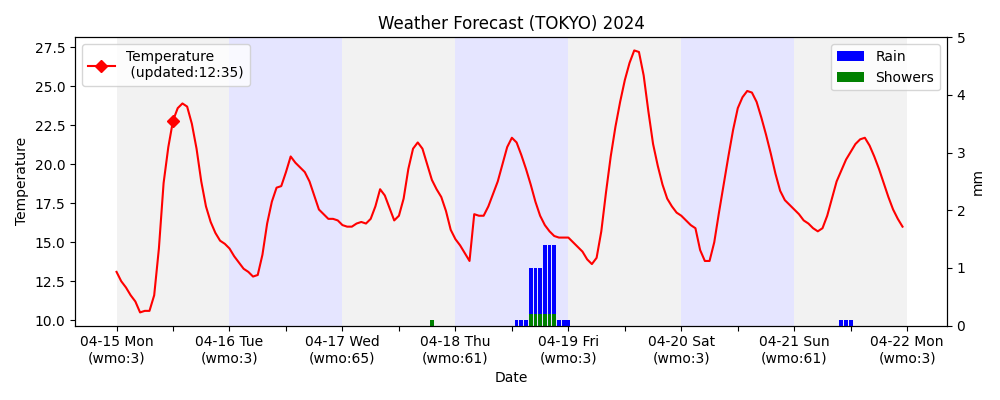 Weather Forecast (TOKYO) 2024
Temperature
(updated:12:35)
Rain
Showers
27.5
25.0
22.5
20.0
17.5
15.0
12.5
10.0
Temperature
5
4
3
2
1
0
mm
04-15 Mon
(wmo:3)
04-16 Tue
(wmo:3)
04-17 Wed
(wmo:65)
04-18 Thu
(wmo:61)
04-19 Fri
(wmo:3)
04-20 Sat
(wmo:3)
04-21 Sun
(wmo:61)
04-22 Mon
(wmo:3)
Date